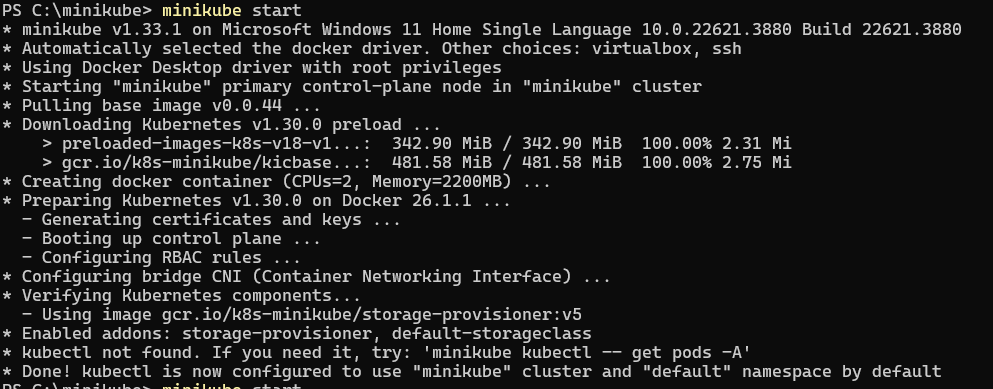 PS C:\minikube> minikube start
* minikube v1.33.1 on Microsoft Windows 11 Home Single Language 10.0.22621.3880 Build 22621.3880
* Automatically selected the docker driver. Other choices: virtualbox, ssh
* Using Docker Desktop driver with root privileges
* Starting "minikube" primary control-plane node in "minikube" cluster
* Pulling base image v0.0.44 ...
* Downloading Kubernetes v1.30.0 preload ...
    > preloaded-images-k8s-v18-v1...:  342.90 MiB / 342.90 MiB  100.00% 2.31 Mi
    > gcr.io/k8s-minikube/kicbase...:  481.58 MiB / 481.58 MiB  100.00% 2.75 Mi
* Creating docker container (CPUs=2, Memory=2200MB) ...
* Preparing Kubernetes v1.30.0 on Docker 26.1.1 ...
  - Generating certificates and keys ...
  - Booting up control plane ...
  - Configuring RBAC rules ...
* Configuring bridge CNI (Container Networking Interface) ...
* Verifying Kubernetes components...
  - Using image gcr.io/k8s-minikube/storage-provisioner:v5
* Enabled addons: storage-provisioner, default-storageclass
* kubectl not found. If you need it, try: 'minikube kubectl -- get pods -A'
* Done! kubectl is now configured to use "minikube" cluster and "default" namespace by default
PS C:\minikube> minikube start